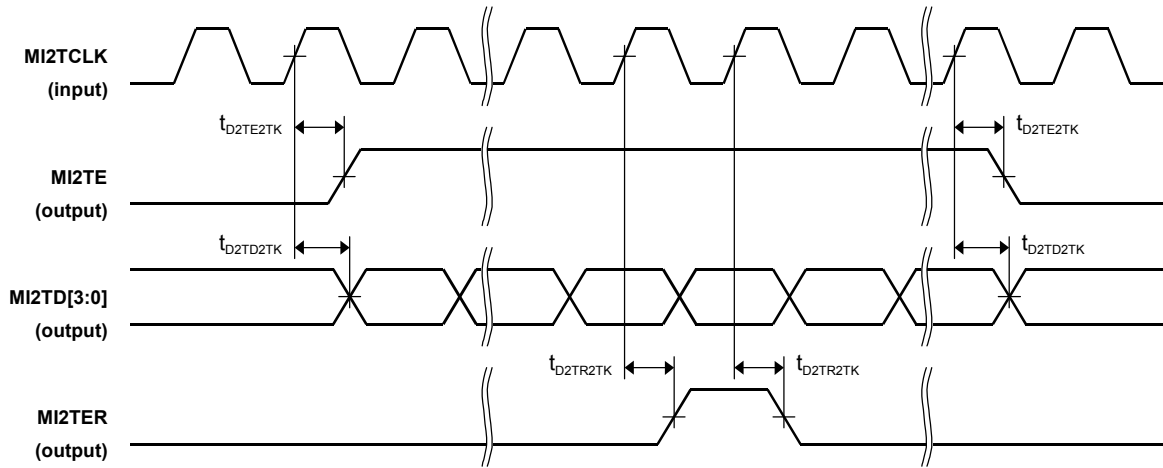 MI2TCLK
(input)
tD2TE2TK
tD2TE2TK
MI2TE
(output)
tD2TD2TK
tD2TD2TK
MI2TD[3:0]
(output)
tD2TR2TK
tD2TR2TK
MI2TER
(output)